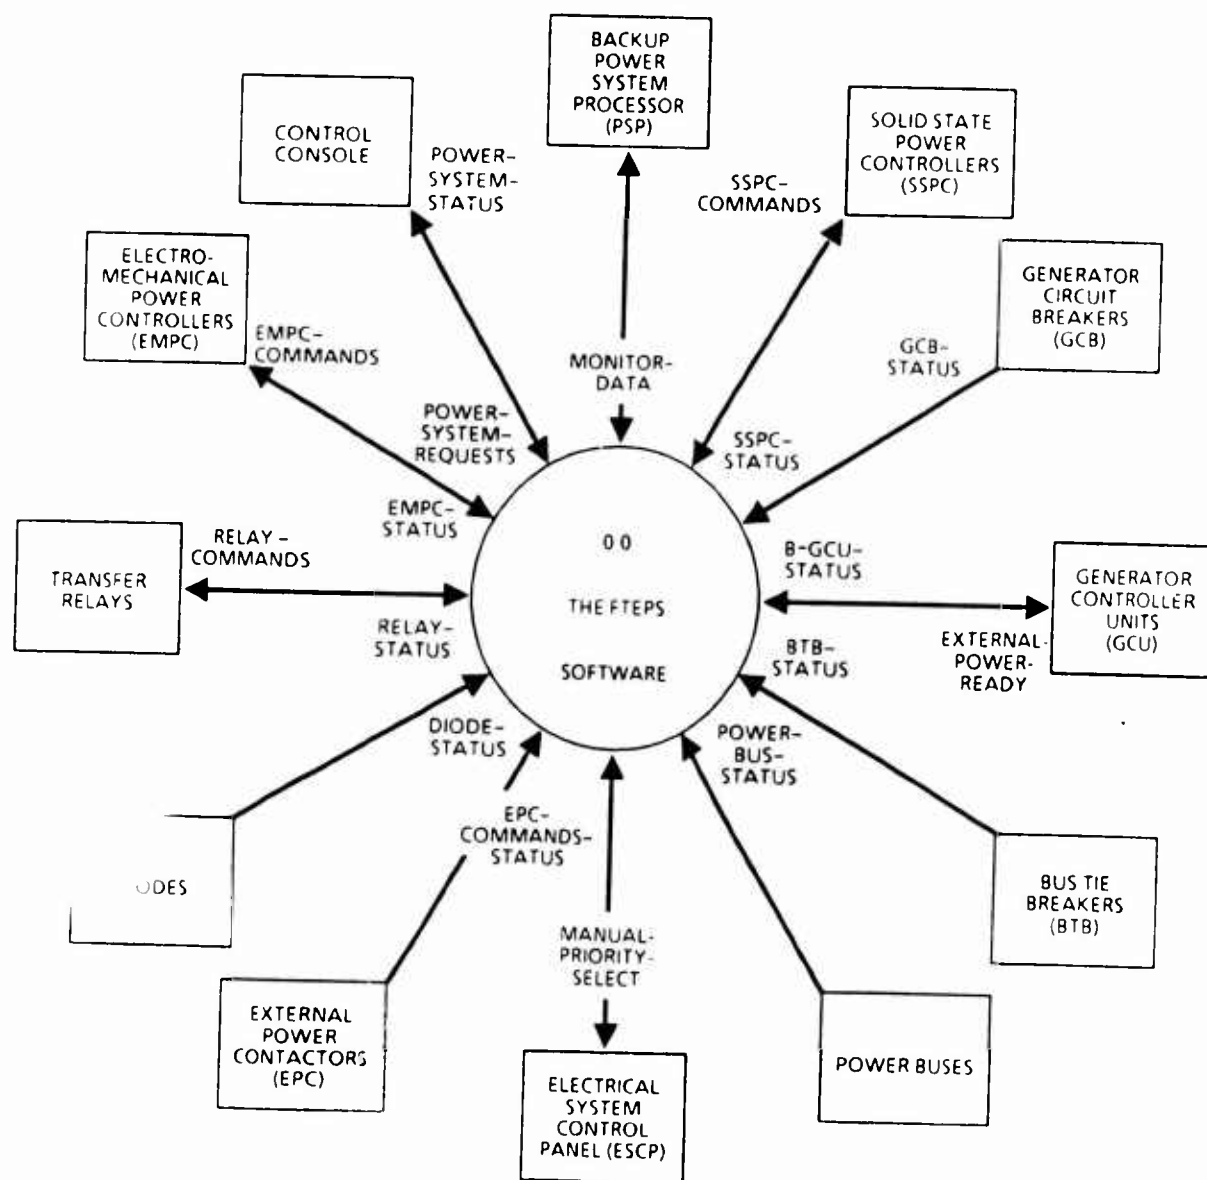 BACKUP
POWER
SYSTEM
PROCESSOR
(PSP)
CONTROL
CONSOLE
POWER-
SYSTEM-
STATUS
SSPC-
COMMANDS
SOLID STATE
POWER
CONTROLLERS
(SSPC)
ELECTRO-
MECHANICAL
POWER
CONTROLLERS
(EMPC)
EMPC-
COMMANDS
MONITOR-
DATA
GCB-
STATUS
GENERATOR
CIRCUIT
BREAKERS
(GCB)
POWER-
SYSTEM-
REQUESTS
SSPC-
STATUS
EMPC-
STATUS
TRANSFER
RELAYS
RELAY-
COMMANDS
RELAY-
STATUS
0 0
THE FTEPS
SOFTWARE
B-GCU-
STATUS
BTB-
STATUS
EXTERNAL-
POWER-
READY
GENERATOR
CONTROLLER
UNITS
(GCU)
DIODE-
STATUS
POWER-
BUS-
STATUS
EPC-
COMMANDS-
STATUS
ODES
BUS TIE
BREAKERS
(BTB)
MANUAL-
PRIORITY-
SELECT
EXTERNAL
POWER
CONTACTORS
(EPC)
ELECTRICAL
SYSTEM
CONTROL
PANEL (ESCP)
POWER BUSES